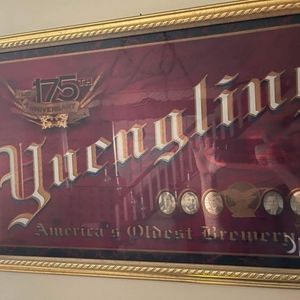 175TH
ANNIVERSARY
Yuengling
America's Oldest Brewery